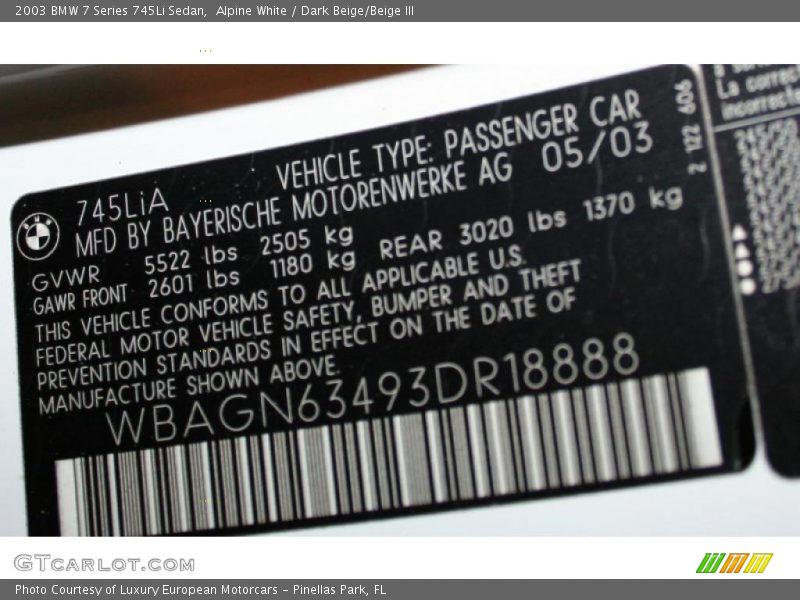 2003 BMW 7 Series 745Li Sedan, Alpine White / Dark Beige/Beige III
745LiA
VEHICLE TYPE: PASSENGER CAR
MFD BY BAYERISCHE MOTORENWERKE AG 05/03
GVWR 5522 lbs 2505 kg
GAWR FRONT 2601 lbs 1180 kg REAR 3020 lbs 1370 kg
THIS VEHICLE CONFORMS TO ALL APPLICABLE U.S.
FEDERAL MOTOR VEHICLE SAFETY, BUMPER AND THEFT
PREVENTION STANDARDS IN EFFECT ON THE DATE OF
MANUFACTURE SHOWN ABOVE.
WBAGN63493DR18888
2 122 606
La correc
incorrecte
GTCARLOT.COM
Photo Courtesy of Luxury European Motorcars - Pinellas Park, FL